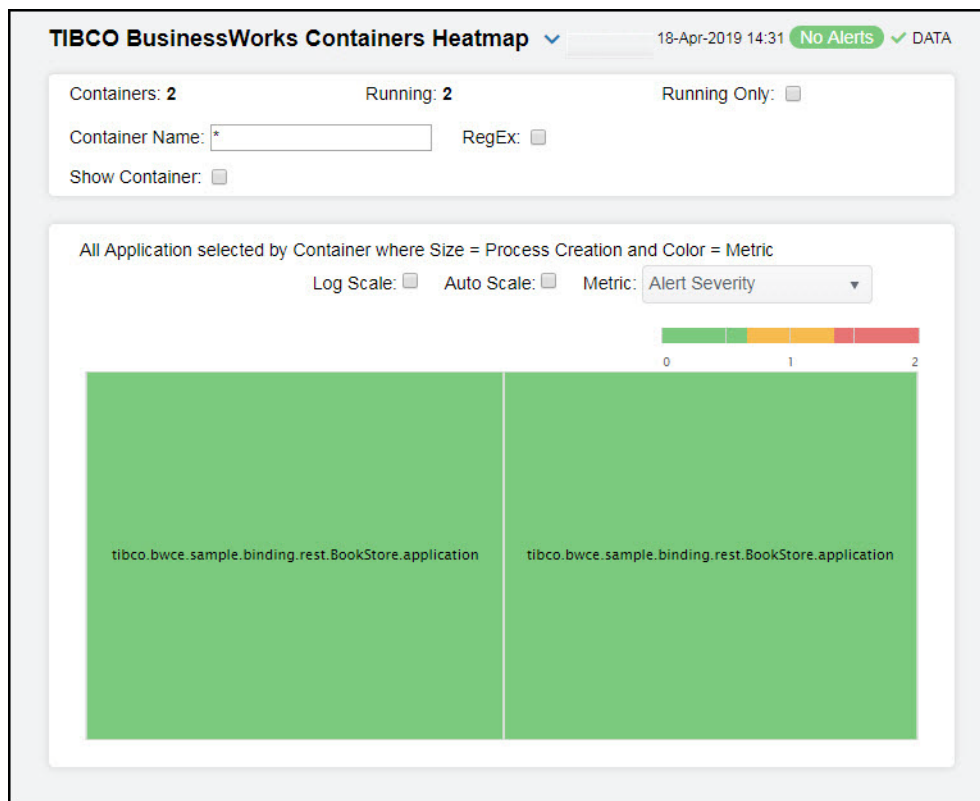 TIBCO BusinessWorks Containers Heatmap 18-Apr-2019 14:31 No Alerts DATA
Containers: 2 Running: 2 Running Only:
Container Name: * RegEx:
Show Container:
All Application selected by Container where Size = Process Creation and Color = Metric
Log Scale: Auto Scale: Metric: Alert Severity
0 1 2
tibco.bwce.sample.binding.rest.BookStore.application tibco.bwce.sample.binding.rest.BookStore.application